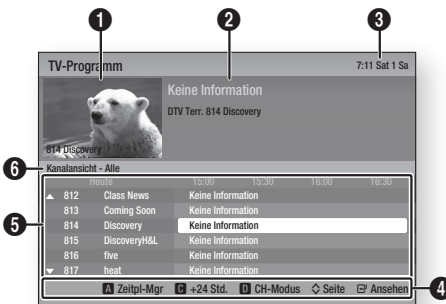 1 2 3
TV-Programm 7:11 Sat 1 Sa
Keine Information
DTV Terr. 814 Discovery
814 Discovery
6 Kanalansicht - Alle
Heute 15:00 15:30 16:00 16:30
▲ 812 Class News Keine Information
813 Coming Soon Keine Information
5 814 Discovery Keine Information
815 DiscoveryH&L Keine Information
816 five Keine Information
▼ 817 heat Keine Information
A Zeitpl-Mgr C +24 Std. D CH-Modus Seite Ansehen 4